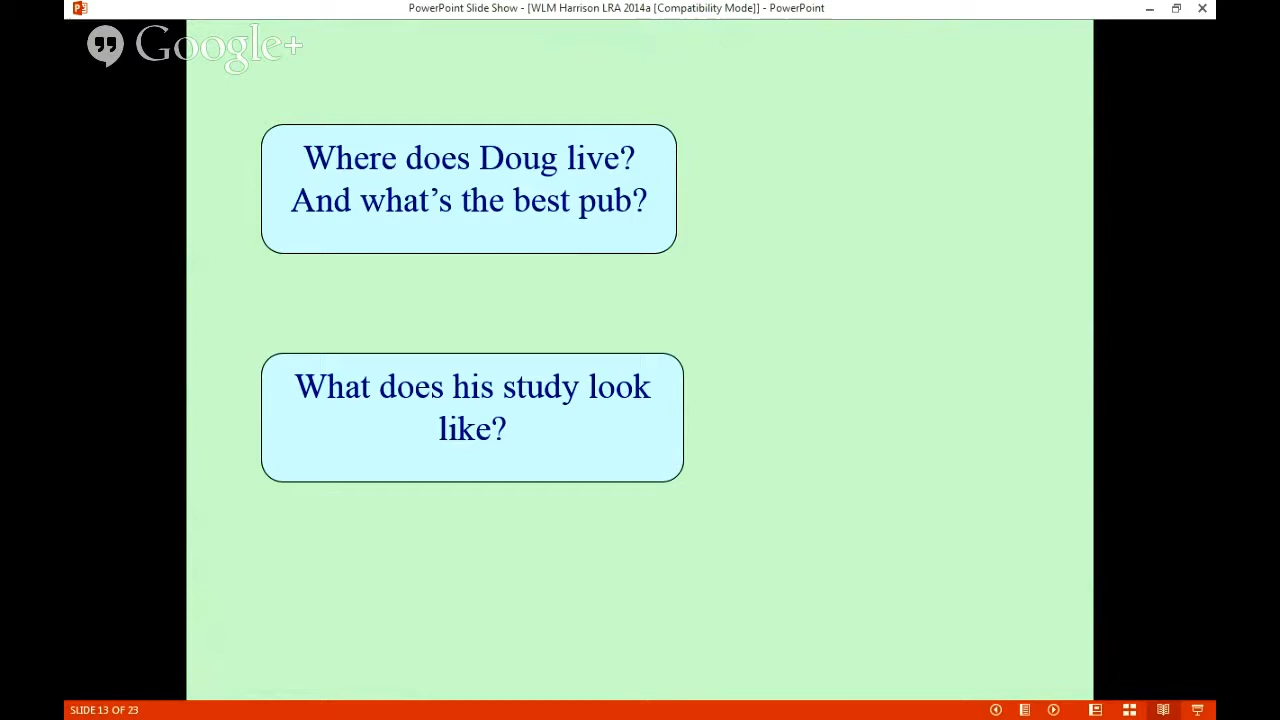 PowerPoint Slide Show - [WLM Harrison LRA 2014a [Compatibility Mode]] - PowerPoint
Google+
Where does Doug live?
And what’s the best pub?
What does his study look
like?
SLIDE 13 OF 23